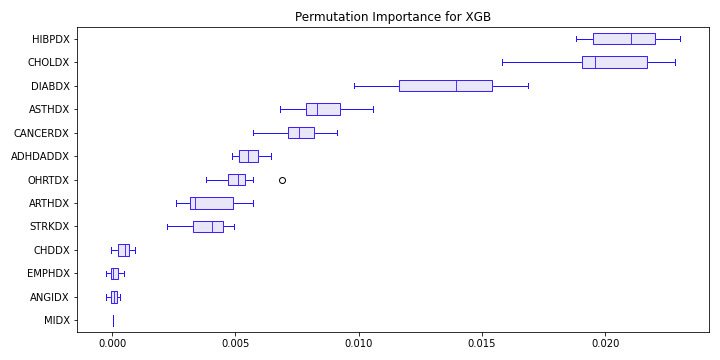 Permutation Importance for XGB
HIBPDX
CHOLDX
DIABDX
ASTHDX
CANCERDX
ADHDADDX
OHRTDX
ARTHDX
STRKDX
CHDDX
EMPHDX
ANGIDX
MIDX
0.000 0.005 0.010 0.015 0.020